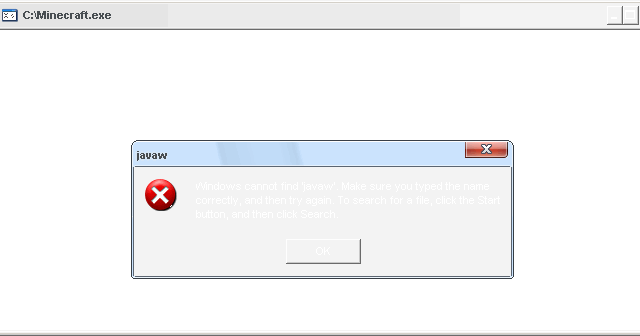 C:\Minecraft.exe
javaw
Windows cannot find 'javaw'. Make sure you typed the name
correctly, and then try again. To search for a file, click the Start
button, and then click Search.
OK